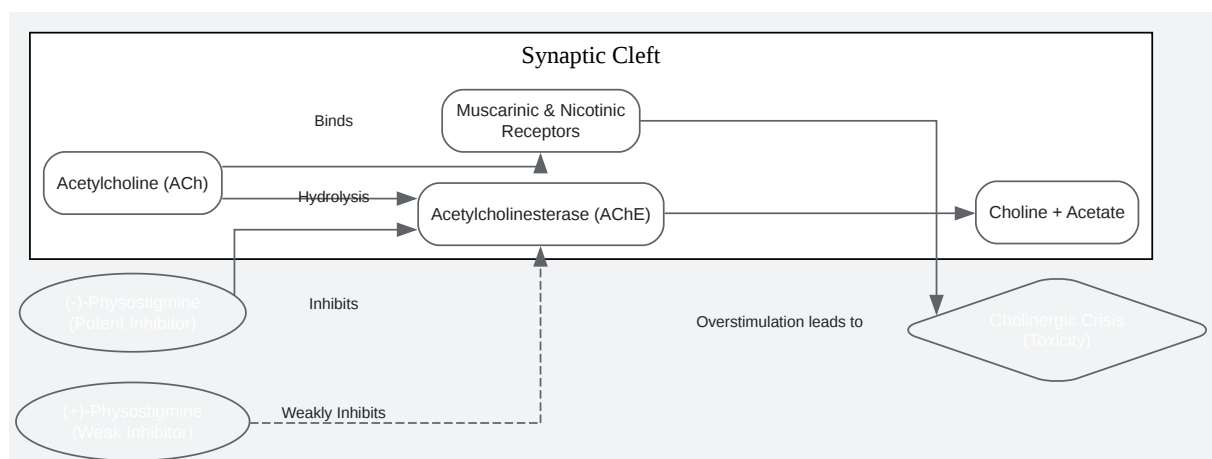 Synaptic Cleft
Muscarinic & Nicotinic
Receptors
Binds
Acetylcholine (ACh)
Hydrolysis
Acetylcholinesterase (AChE)
Choline + Acetate
(-)-Physostigmine
(Potent Inhibitor)
Inhibits
Overstimulation leads to
Cholinergic Crisis
(Toxicity)
(+)-Physostigmine
(Weak Inhibitor)
Weakly Inhibits